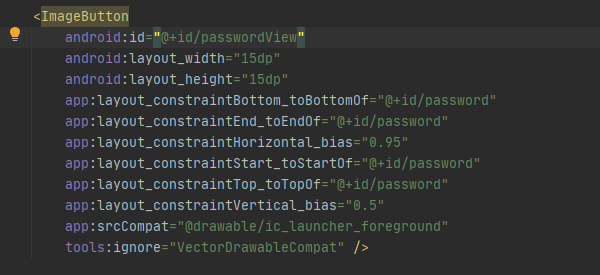 <ImageButton
android:id="@+id/passwordView"
android:layout_width="15dp"
android:layout_height="15dp"
app:layout_constraintBottom_toBottomOf="@+id/password"
app:layout_constraintEnd_toEndOf="@+id/password"
app:layout_constraintHorizontal_bias="0.95"
app:layout_constraintStart_toStartOf="@+id/password"
app:layout_constraintTop_toTopOf="@+id/password"
app:layout_constraintVertical_bias="0.5"
app:srcCompat="@drawable/ic_launcher_foreground"
tools:ignore="VectorDrawableCompat" />